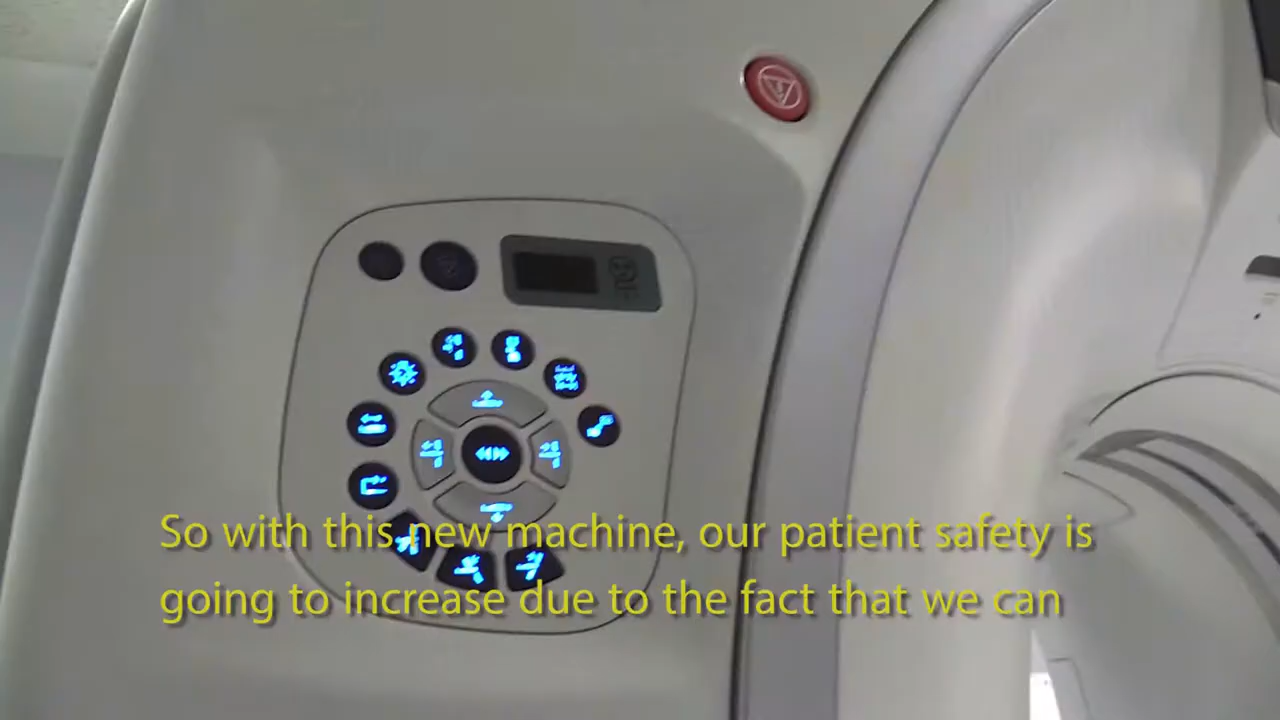 So with this new machine, our patient safety is
going to increase due to the fact that we can